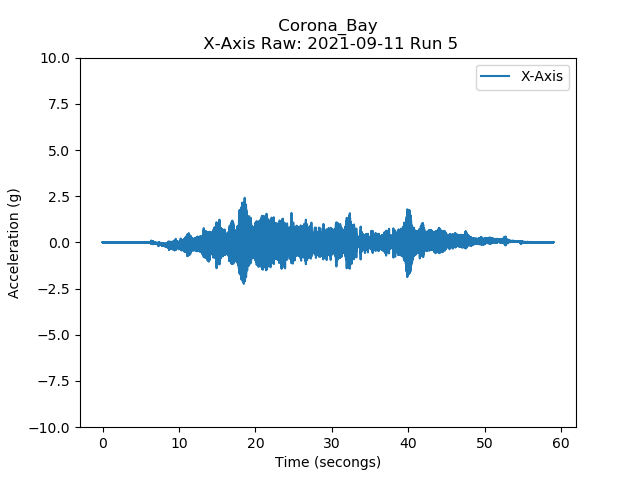 Corona_Bay
X-Axis Raw: 2021-09-11 Run 5
X-Axis
10.0
7.5
5.0
2.5
0.0
−2.5
−5.0
−7.5
−10.0
Acceleration (g)
0 10 20 30 40 50 60
Time (secongs)